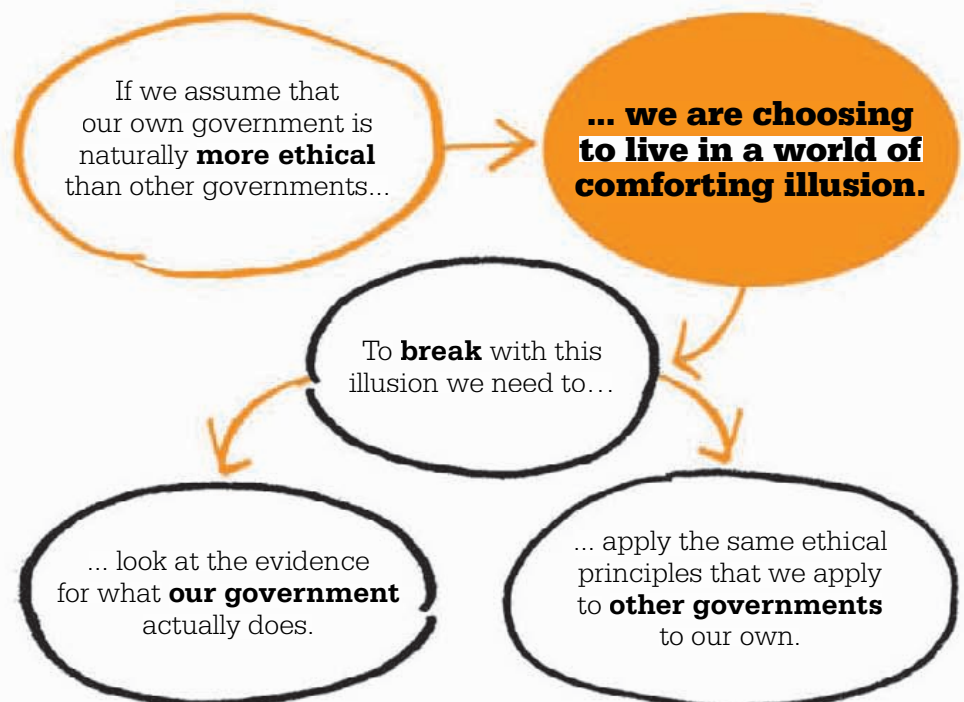 If we assume that
our own government is
naturally more ethical
than other governments...
... we are choosing
to live in a world of
comforting illusion.
To break with this
illusion we need to...
... look at the evidence
for what our government
actually does.
... apply the same ethical
principles that we apply
to other governments
to our own.